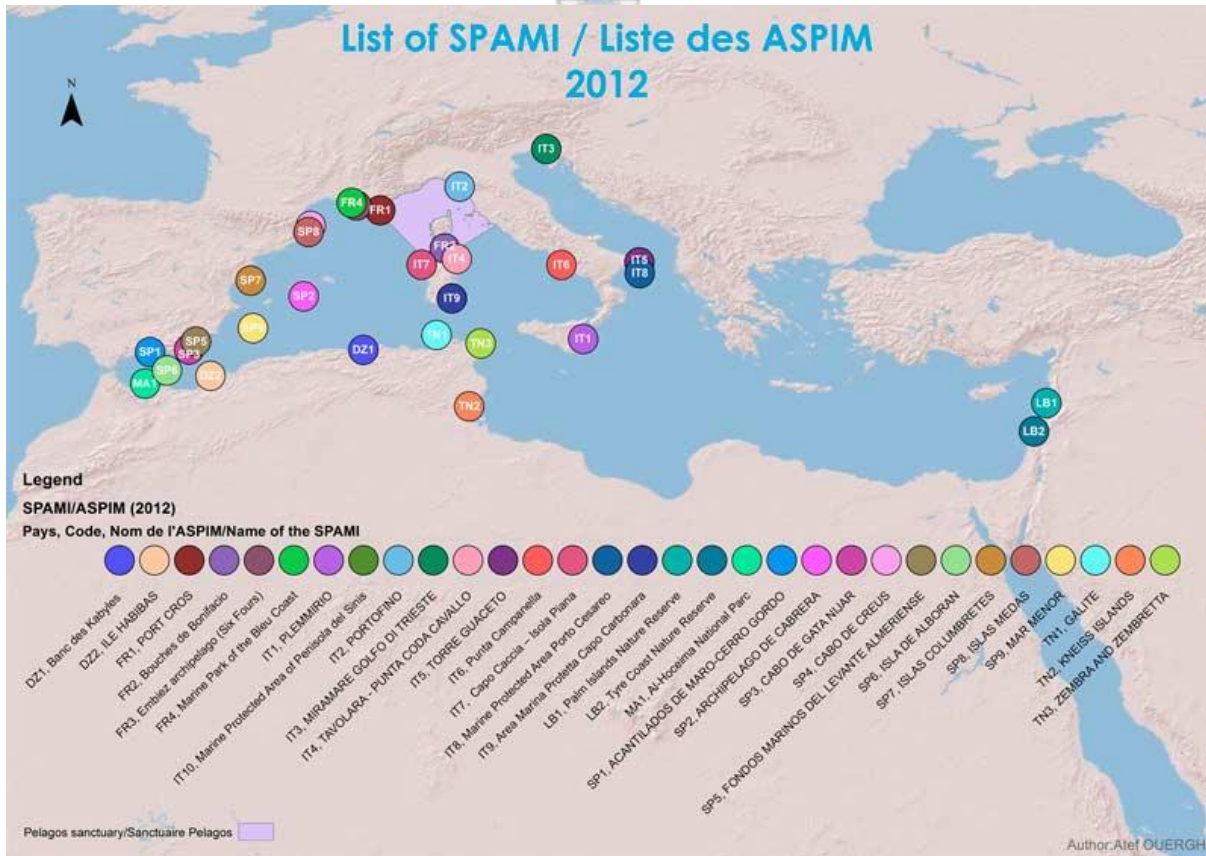 List of SPAMI / Liste des ASPIM
2012
N
IT3
IT2
FR4
FR1
SP8
FR2
IT4
IT7
IT6
IT5
IT8
SP7
SP2
IT9
SP9
TN1
IT1
SP5
SP3
SP1
DZ1
TN3
SP6
DZ2
MA1
TN2
LB1
LB2
Legend
SPAMI/ASPIM (2012)
Pays, Code, Nom de l'ASPIM/Name of the SPAMI
DZ1, Banc des Kabyles
DZ2, ILE HABIBAS
FR1, PORT CROS
FR2, Bouches de Bonifacio
FR3, Embiez archipelago (Six Fours)
FR4, Marine Park of the Bleu Coast
IT1, PLEMMIRIO
IT10, Marine Protected Area of Penisola del Sinis
IT2, PORTOFINO
IT3, MIRAMARE GOLFO DI TRIESTE
IT4, TAVOLARA - PUNTA CODA CAVALLO
IT5, TORRE GUACETO
IT6, Punta Campanella
IT7, Capo Caccia - Isola Piana
IT8, Marine Protected Area Porto Cesareo
IT9, Area Marina Protetta Capo Carbonara
LB1, Palm Islands Nature Reserve
LB2, Tyre Coast Nature Reserve
MA1, Al-Hoceima National Parc
SP1, ACANTILADOS DE MARO-CERRO GORDO
SP2, ARCHIPELAGO DE CABRERA
SP3, CABO DE GATA NIJAR
SP4, CABO DE CREUS
SP5, FONDOS MARINOS DEL LEVANTE ALMERIENSE
SP6, ISLA DE ALBORAN
SP7, ISLAS COLUMBRETES
SP8, ISLAS MEDAS
SP9, MAR MENOR
TN1, GALITE
TN2, KNEISS ISLANDS
TN3, ZEMBRA AND ZEMBRETTA
Pelagos sanctuary/Sanctuaire Pelagos
Author:Atef OUERGH